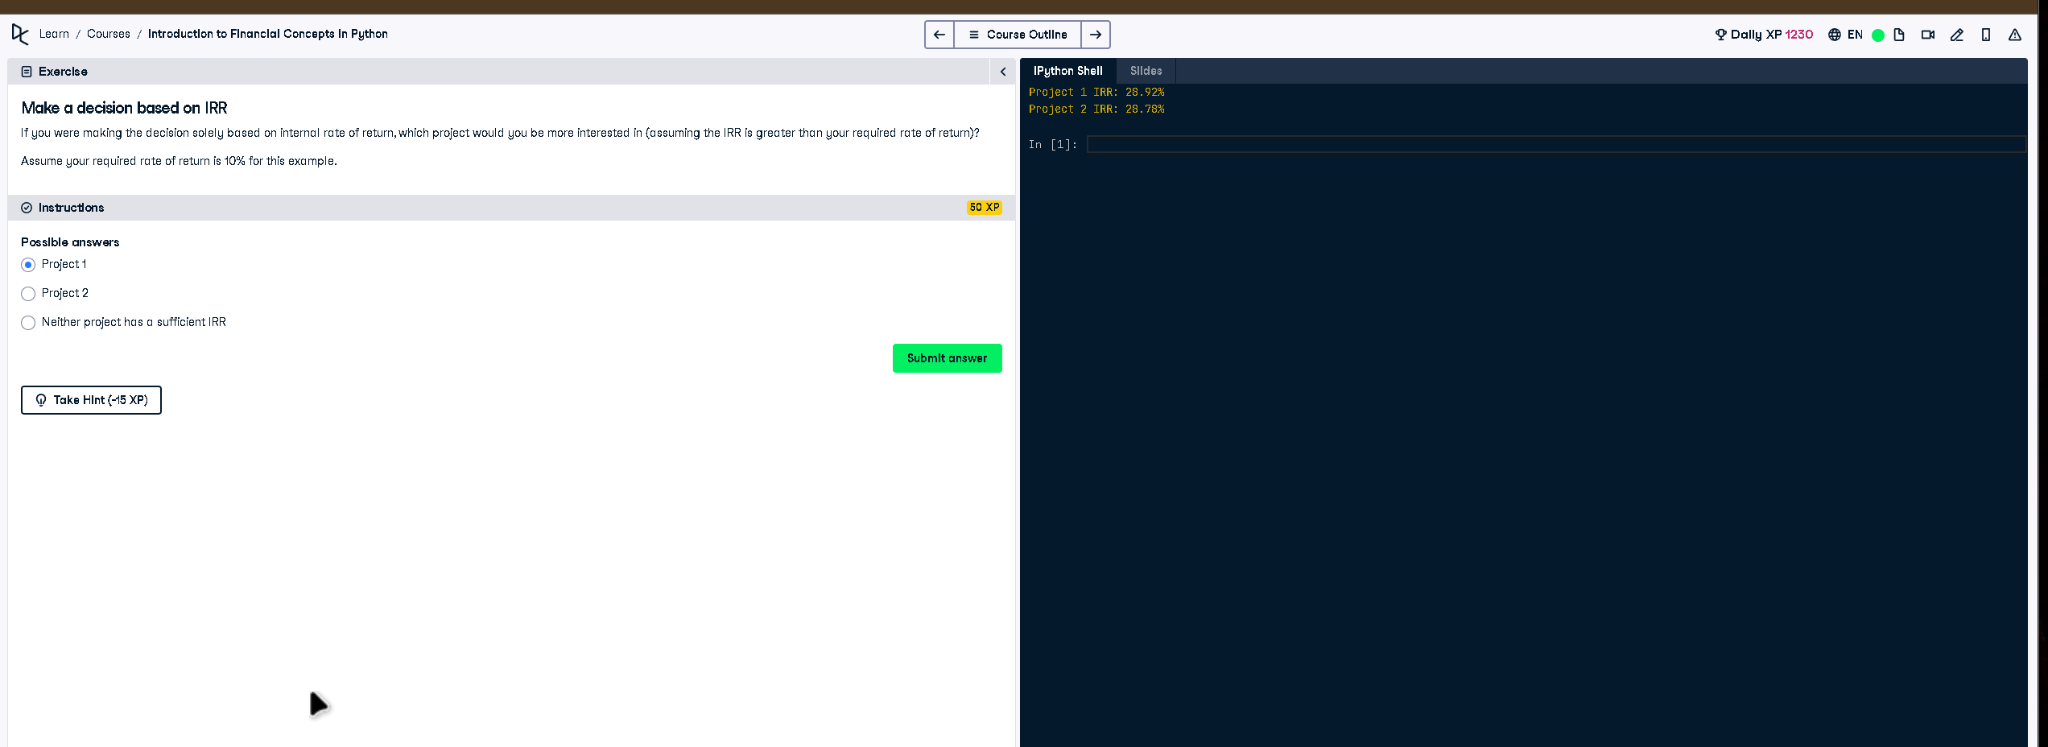 Learn / Courses / Introduction to Financial Concepts in Python
Course Outline
Daily XP 1230
EN
Exercise
Make a decision based on IRR
If you were making the decision solely based on internal rate of return, which project would you be more interested in (assuming the IRR is greater than your required rate of return)?
Assume your required rate of return is 10% for this example.
Instructions
50 XP
Possible answers
Project 1
Project 2
Neither project has a sufficient IRR
Submit answer
Take Hint (-15 XP)
IPython Shell
Slides
Project 1 IRR: 28.92%
Project 2 IRR: 28.78%
In [1]: